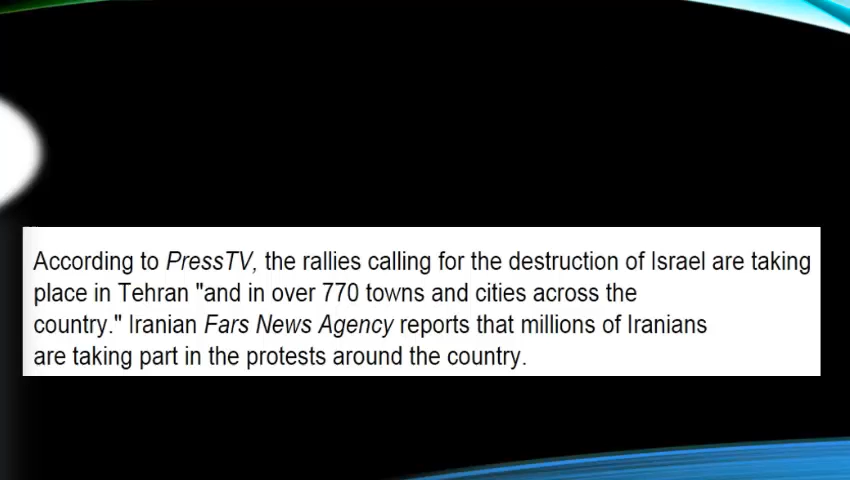 According to PressTV, the rallies calling for the destruction of Israel are taking
place in Tehran "and in over 770 towns and cities across the
country." Iranian Fars News Agency reports that millions of Iranians
are taking part in the protests around the country.